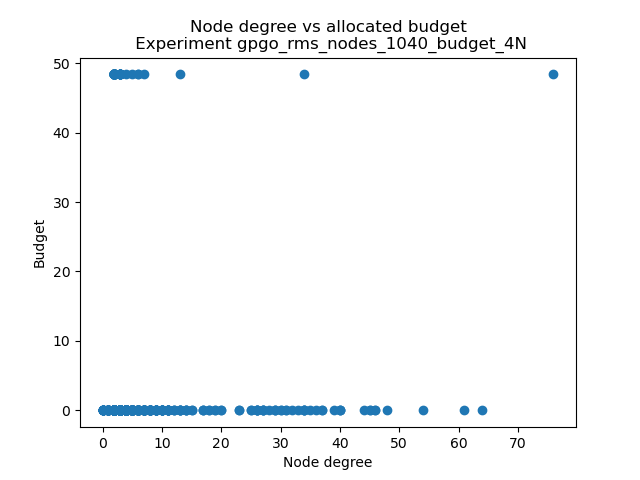 Node degree vs allocated budget
Experiment gpgo_rms_nodes_1040_budget_4N
50
40
30
20
10
0
Budget
0 10 20 30 40 50 60 70
Node degree